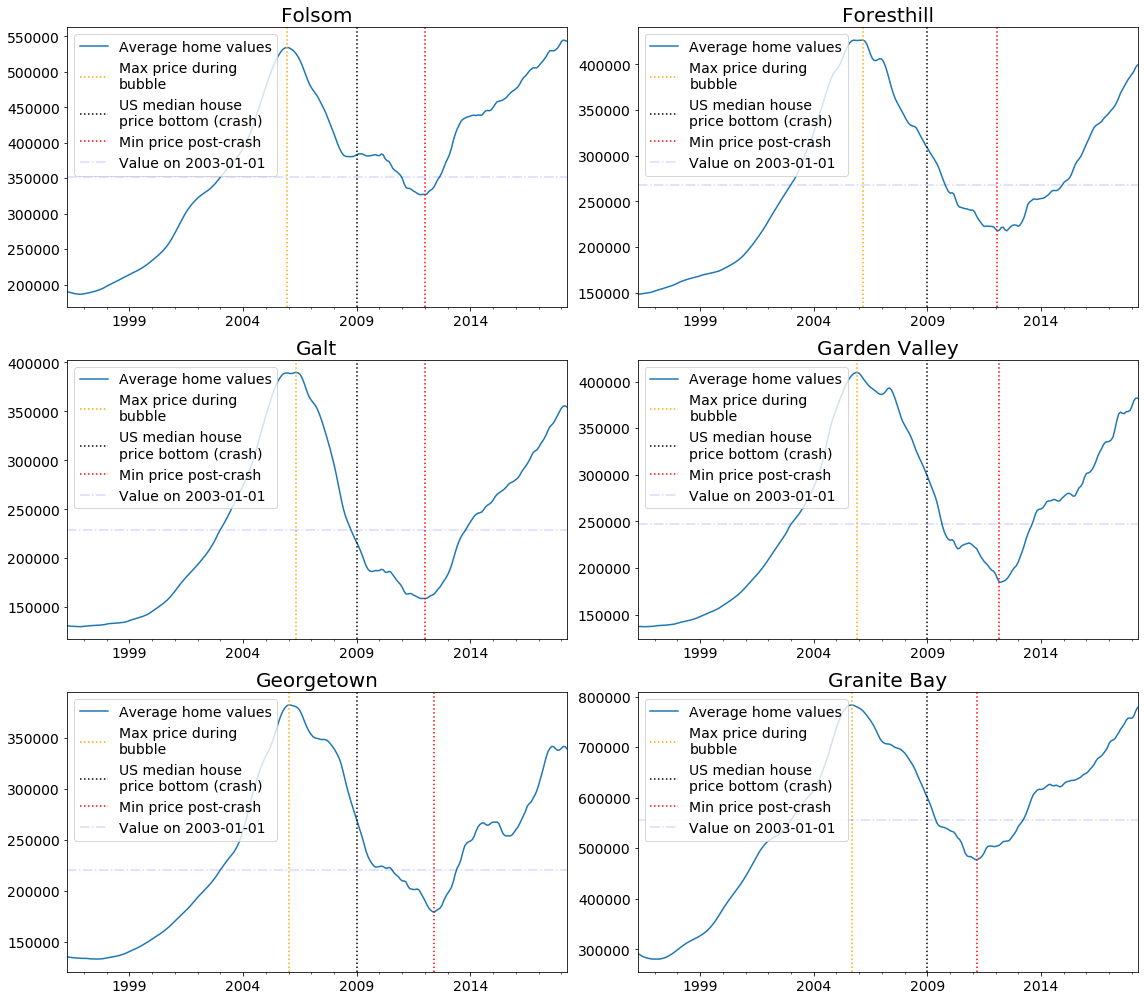 Folsom
550000
500000
450000
400000
350000
300000
250000
200000
Average home values
Max price during
bubble
US median house
price bottom (crash)
Min price post-crash
Value on 2003-01-01
1999
2004
2009
2014
Foresthill
400000
350000
300000
250000
200000
150000
Average home values
Max price during
bubble
US median house
price bottom (crash)
Min price post-crash
Value on 2003-01-01
1999
2004
2009
2014
Galt
400000
350000
300000
250000
200000
150000
Average home values
Max price during
bubble
US median house
price bottom (crash)
Min price post-crash
Value on 2003-01-01
1999
2004
2009
2014
Garden Valley
400000
350000
300000
250000
200000
150000
Average home values
Max price during
bubble
US median house
price bottom (crash)
Min price post-crash
Value on 2003-01-01
1999
2004
2009
2014
Georgetown
350000
300000
250000
200000
150000
Average home values
Max price during
bubble
US median house
price bottom (crash)
Min price post-crash
Value on 2003-01-01
1999
2004
2009
2014
Granite Bay
800000
700000
600000
500000
400000
300000
Average home values
Max price during
bubble
US median house
price bottom (crash)
Min price post-crash
Value on 2003-01-01
1999
2004
2009
2014